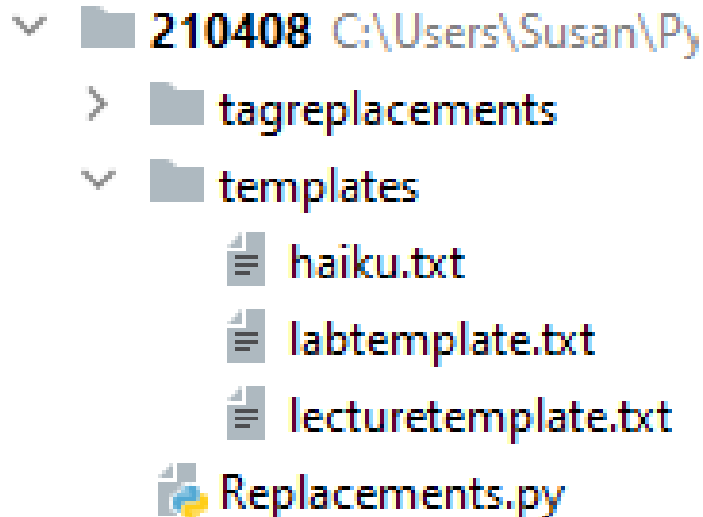 210408 C:\Users\Susan\Py
tagreplacements
templates
haiku.txt
labtemplate.txt
lecturetemplate.txt
Replacements.py